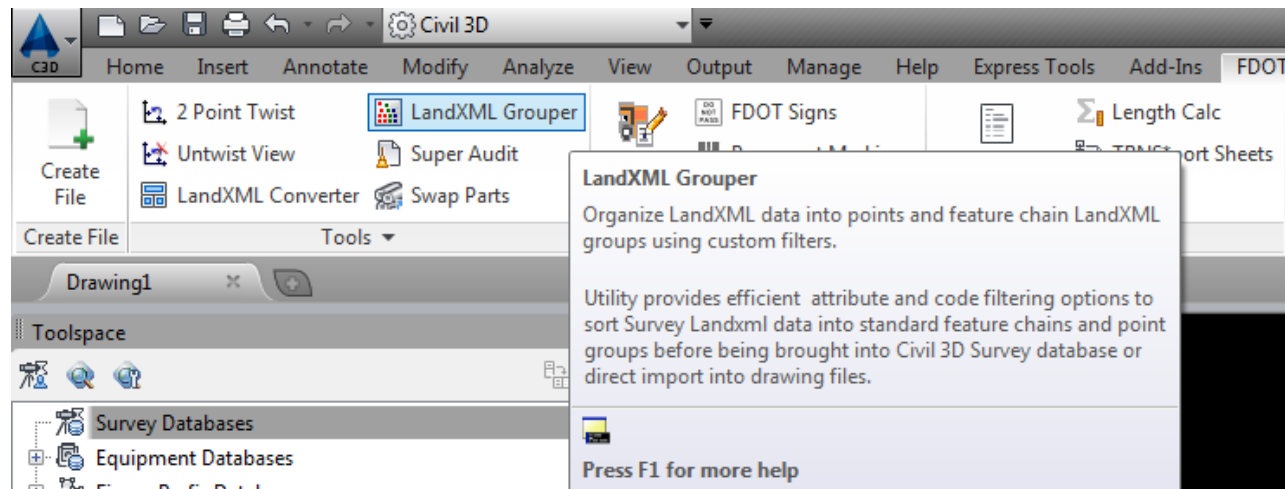 Civil 3D
C3D
Home Insert Annotate Modify Analyze View Output Manage Help Express Tools Add-Ins FDOT
2 Point Twist LandXML Grouper DO NOT PASS FDOT Signs Length Calc
Untwist View Super Audit ort Sheets
Create File
LandXML Converter Swap Parts
Create File Tools
LandXML Grouper
Organize LandXML data into points and feature chain LandXML
groups using custom filters.
Utility provides efficient attribute and code filtering options to
sort Survey Landxml data into standard feature chains and point
groups before being brought into Civil 3D Survey database or
direct import into drawing files.
Press F1 for more help
Drawing1
Toolspace
Survey Databases
Equipment Databases